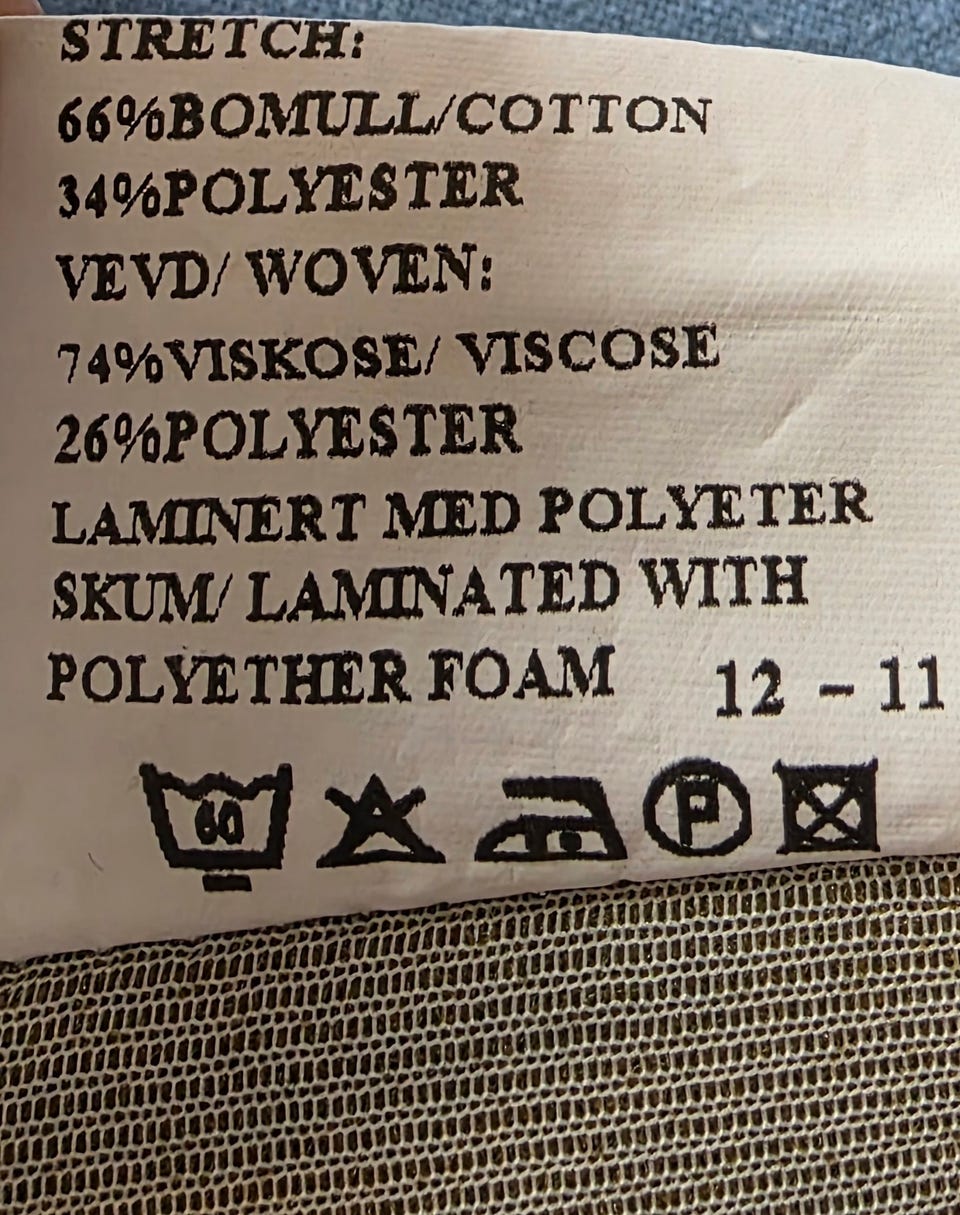 STRETCH:
66%BOMULL/COTTON
34%POLYESTER
VEVD/ WOVEN:
74%VISKOSE/ VISCOSE
26%POLYESTER
LAMINERT MED POLYETER
SKUM/ LAMINATED WITH
POLYETHER FOAM 12 - 11
60 P